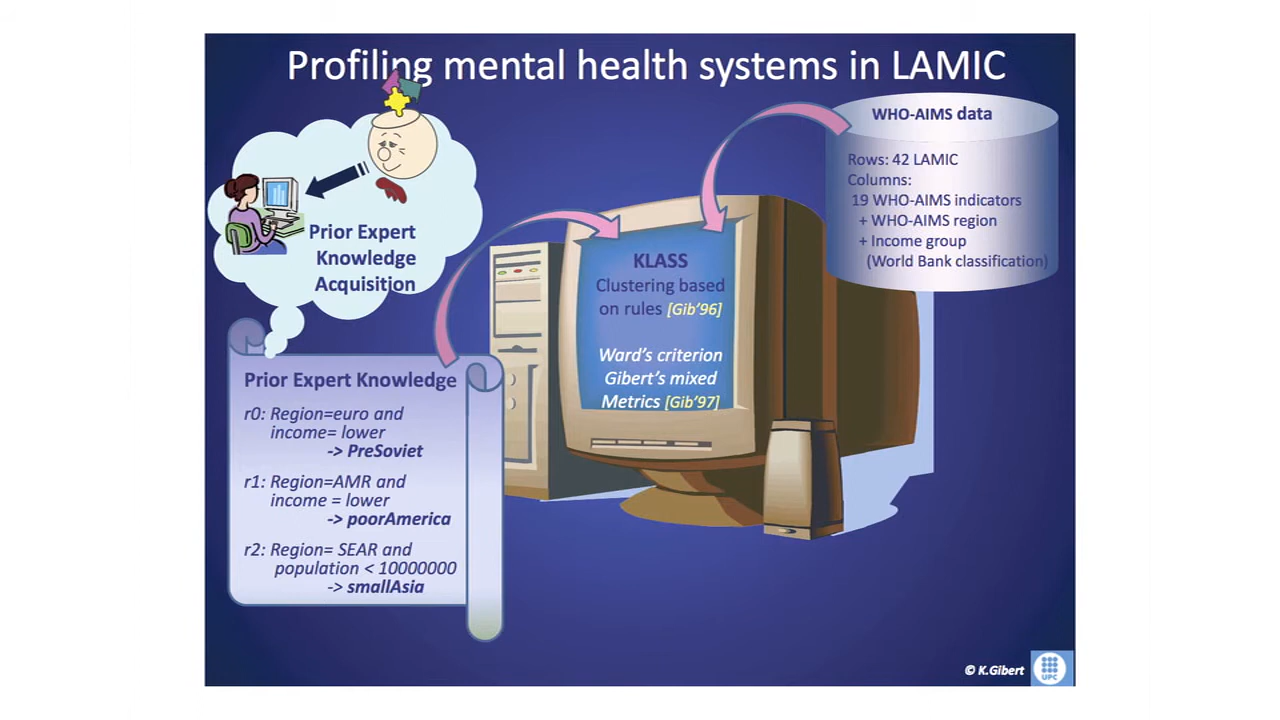 Profiling mental health systems in LAMIC
WHO-AIMS data
Rows: 42 LAMIC
Columns:
19 WHO-AIMS indicators
+ WHO-AIMS region
+ Income group
(World Bank classification)
Prior Expert
Knowledge
Acquisition
KLASS
Clustering based
on rules [Gib'96]
Ward's criterion
Gibert's mixed
Metrics [Gib'97]
Prior Expert Knowledge
r0: Region=euro and
income= lower
-> PreSoviet
r1: Region=AMR and
income = lower
-> poorAmerica
r2: Region= SEAR and
population < 10000000
-> smallAsia
© K.Gibert
UPC